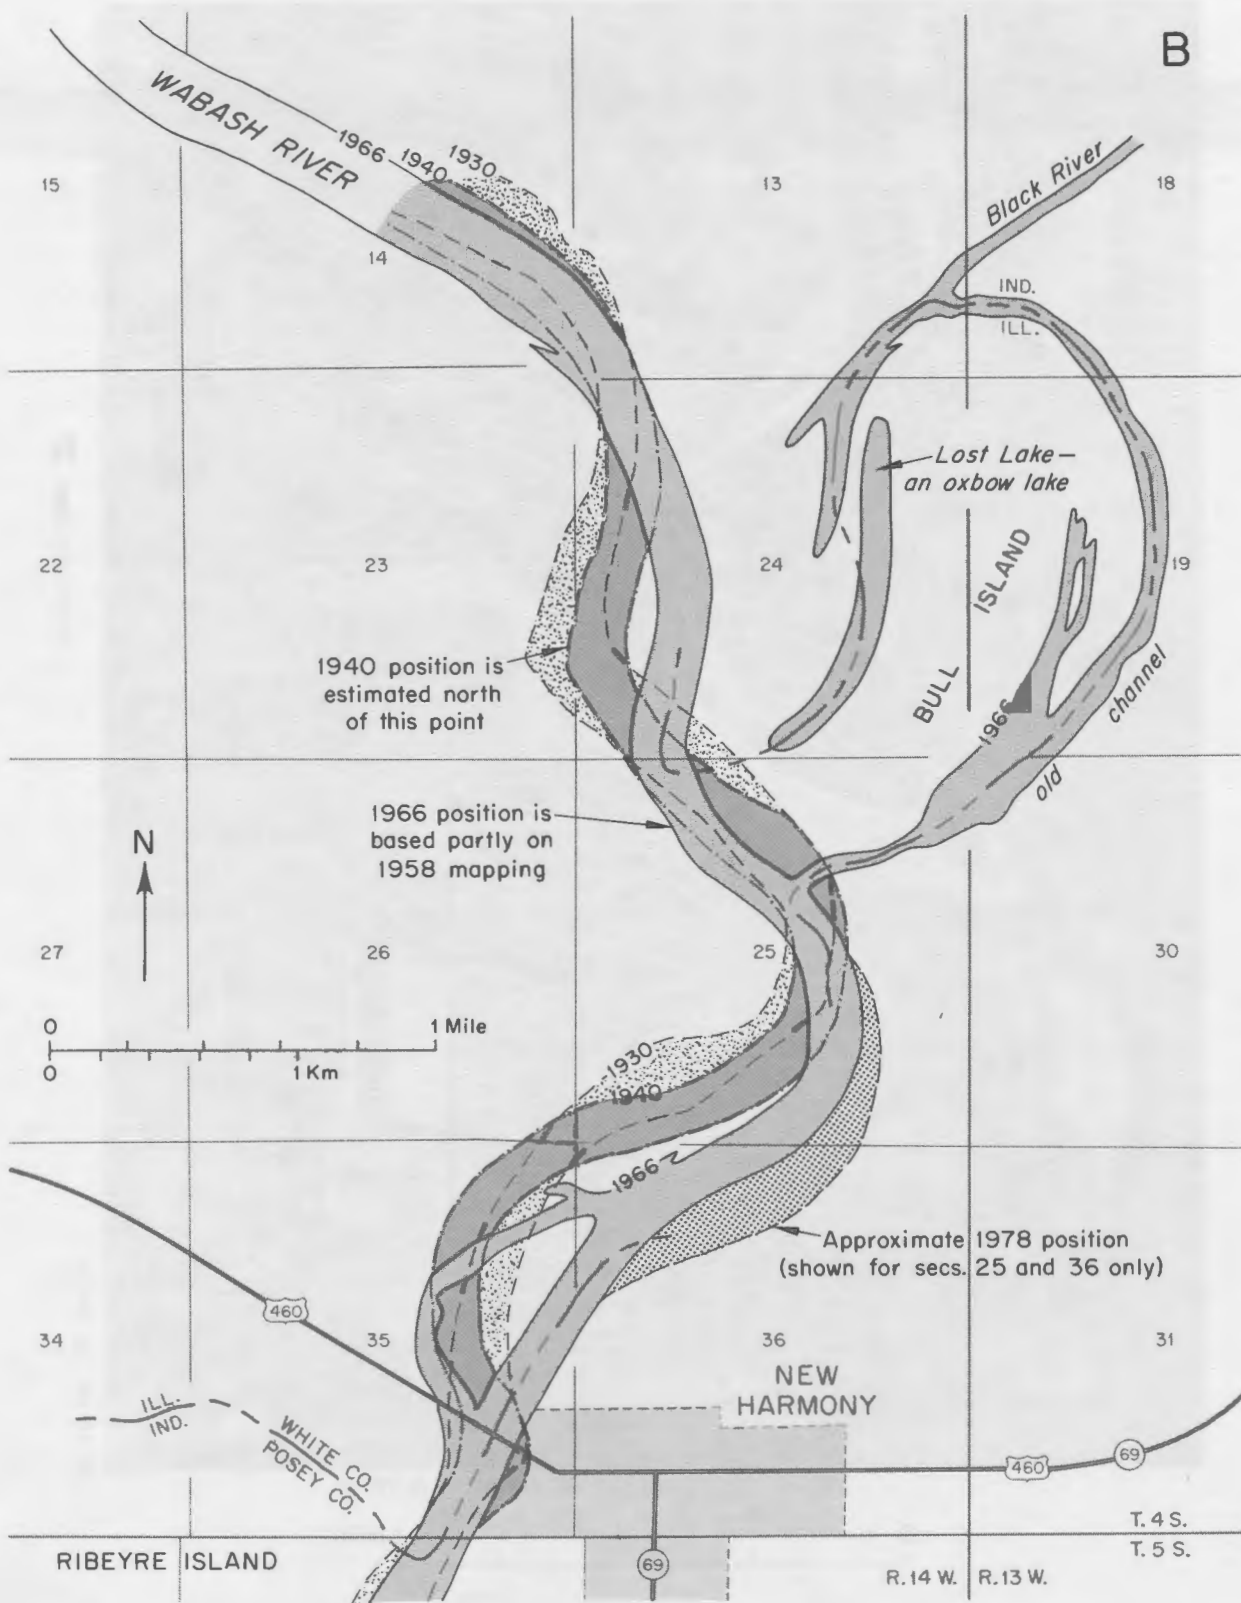 B
WABASH RIVER
1966
1940
1930
15
13
18
14
Black River
IND.
ILL.
Lost Lake—
an oxbow lake
22
23
24
19
BULL ISLAND
1966
old channel
1940 position is
estimated north
of this point
1966 position is
based partly on
1958 mapping
N
27
26
25
30
0
1 Mile
0
1 Km
1930
1940
1966
Approximate 1978 position
(shown for secs. 25 and 36 only)
460
34
35
36
31
NEW
HARMONY
ILL.
IND.
WHITE CO.
POSEY CO.
460
69
T. 4 S.
T. 5 S.
RIBEYRE ISLAND
69
R. 14 W.
R. 13 W.